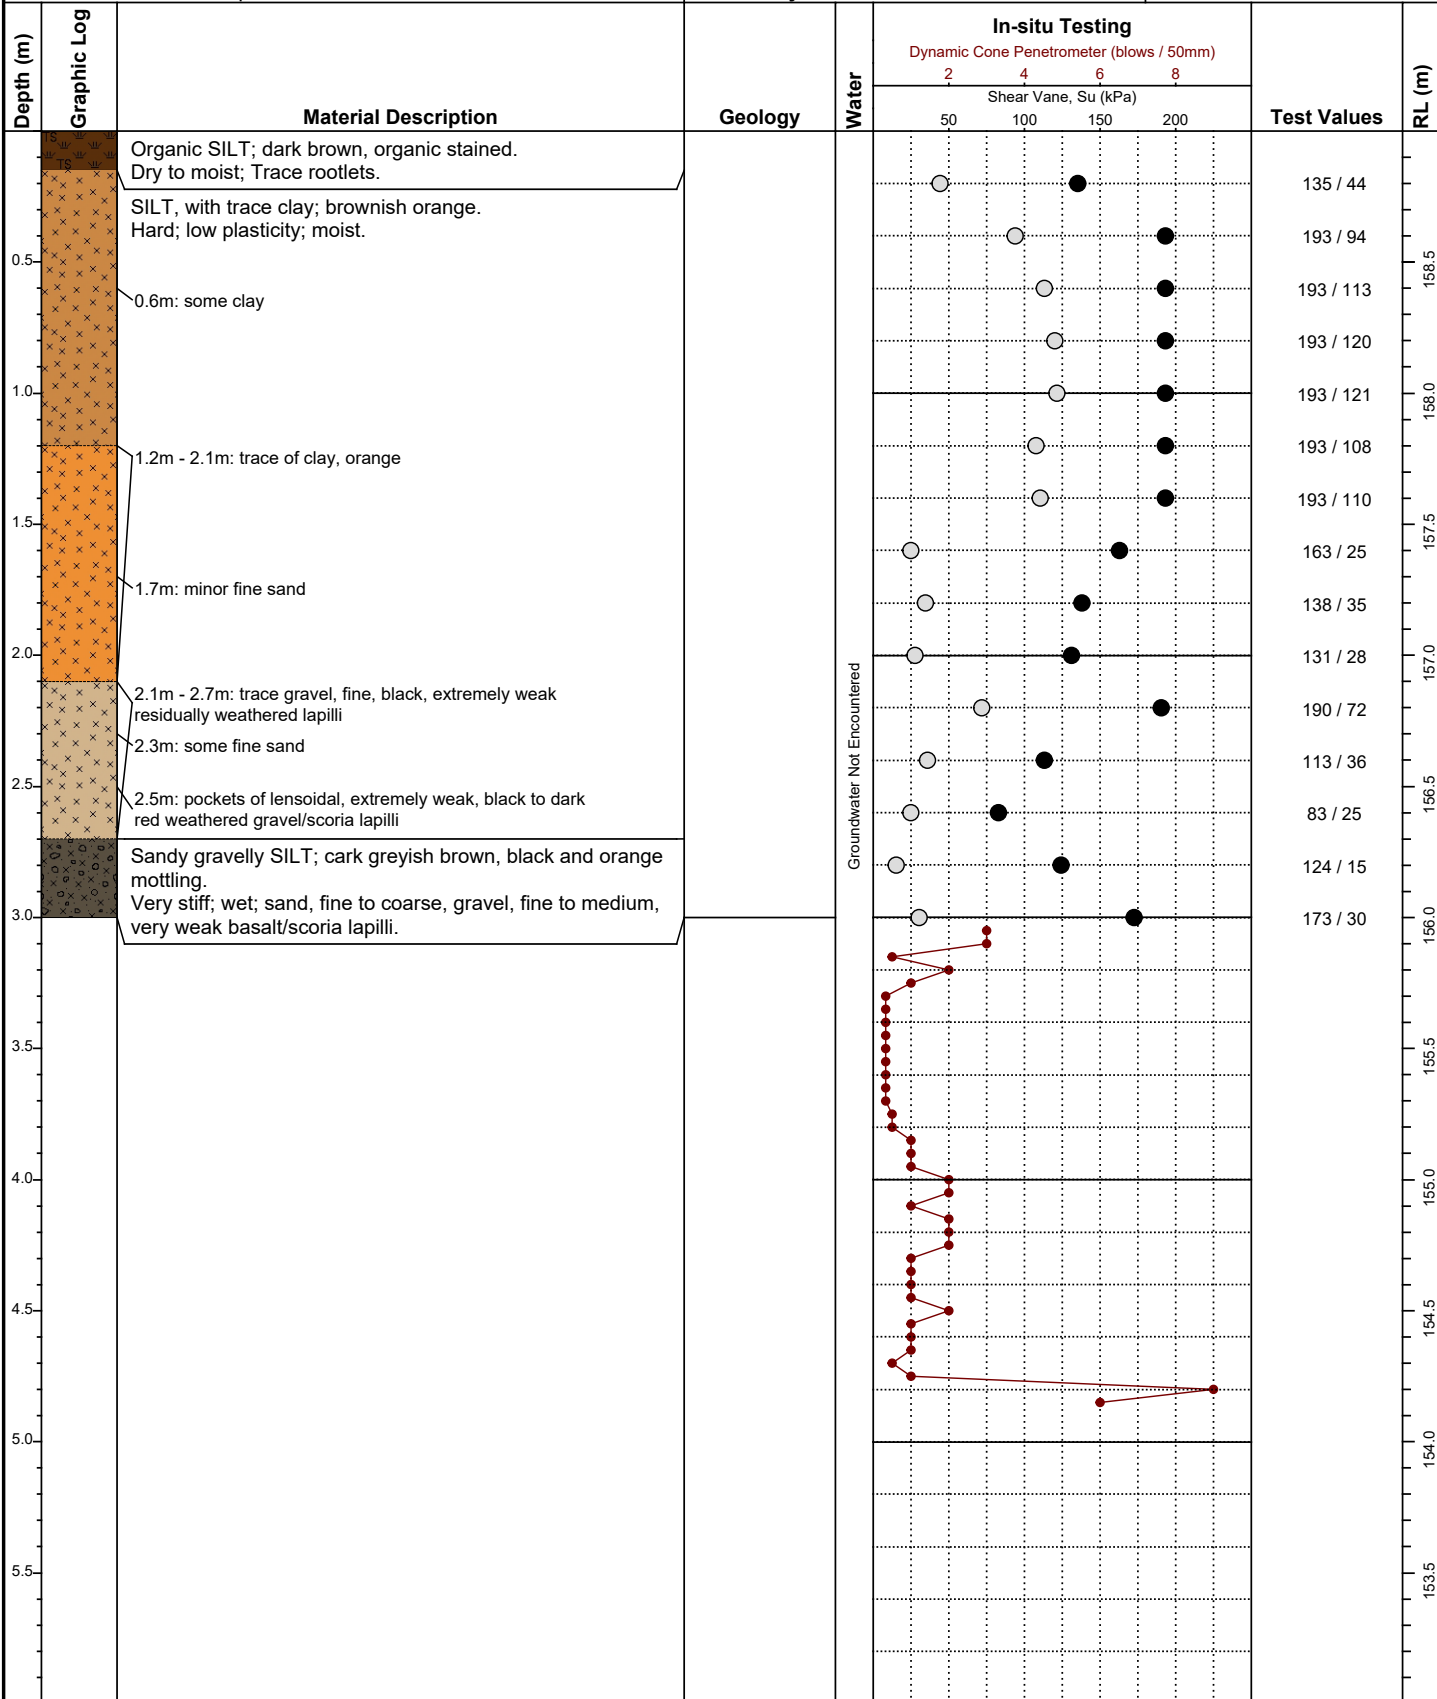 In-situ Testing
Dynamic Cone Penetrometer (blows / 50mm)
2 4 6 8
Shear Vane, Su (kPa)
50 100 150 200
Depth (m)
Graphic Log
Material Description
Geology
Water
Test Values
RL (m)
TS
TS
Organic SILT; dark brown, organic stained.
Dry to moist; Trace rootlets.
SILT, with trace clay; brownish orange.
Hard; low plasticity; moist.
0.6m: some clay
1.2m - 2.1m: trace of clay, orange
1.7m: minor fine sand
2.1m - 2.7m: trace gravel, fine, black, extremely weak
residually weathered lapilli
2.3m: some fine sand
2.5m: pockets of lensoidal, extremely weak, black to dark
red weathered gravel/scoria lapilli
Sandy gravelly SILT; cark greyish brown, black and orange
mottling.
Very stiff; wet; sand, fine to coarse, gravel, fine to medium,
very weak basalt/scoria lapilli.
0.5
1.0
1.5
2.0
2.5
3.0
3.5
4.0
4.5
5.0
5.5
Groundwater Not Encountered
135 / 44
193 / 94
193 / 113
193 / 120
193 / 121
193 / 108
193 / 110
163 / 25
138 / 35
131 / 28
190 / 72
113 / 36
83 / 25
124 / 15
173 / 30
158.5
158.0
157.5
157.0
156.5
156.0
155.5
155.0
154.5
154.0
153.5